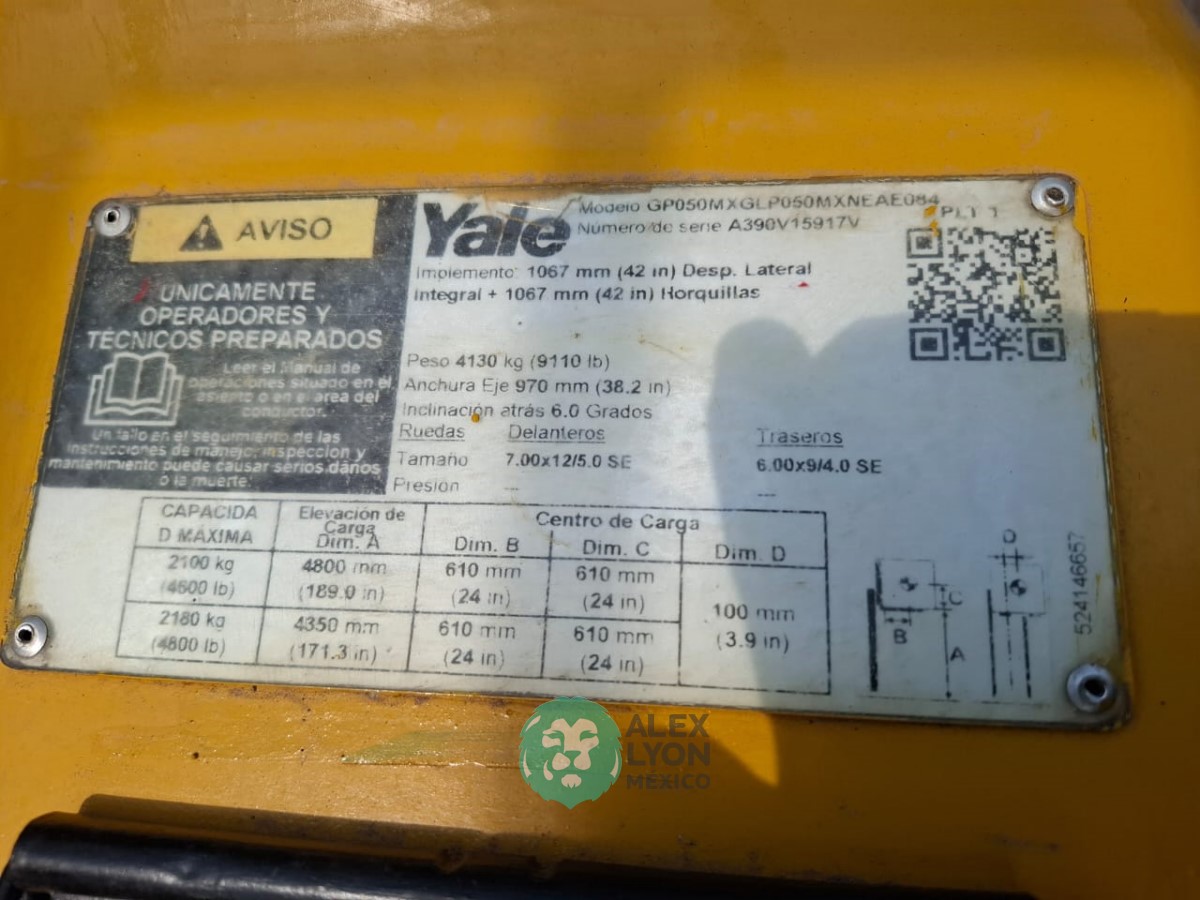 AVISO
UNICAMENTE
OPERADORES Y
TÉCNICOS PREPARADOS
Leer el Manual de
operaciones situado en el
asiento o en el area del
conductor.
Un fallo en el seguimiento de las
instrucciones de manejo, inspeccion y
mantenimiento puede causar serios daños
o la muerte.
Yale
Modelo GP050MXGLP050MXNEAE084
Número de serie A390V15917V
PLT 1
Implemento: 1067 mm (42 in) Desp. Lateral
Integral + 1067 mm (42 in) Horquillas
Peso 4130 kg (9110 lb)
Anchura Eje 970 mm (38.2 in)
Inclinación atrás 6.0 Grados
Ruedas Delanteros Traseros
Tamaño 7.00x12/5.0 SE 6.00x9/4.0 SE
Presion --- ---
CAPACIDA
D MÁXIMA
Elevación de
Carga
Dim. A
Centro de Carga
Dim. B Dim. C Dim. D
2100 kg 4800 mm 610 mm 610 mm
(4600 lb) (189.0 in) (24 in) (24 in)
100 mm
(3.9 in)
2180 kg 4350 mm 610 mm 610 mm
(4800 lb) (171.3 in) (24 in) (24 in)
D
C
B
A
524146657
ALEX
LYON
MÉXICO